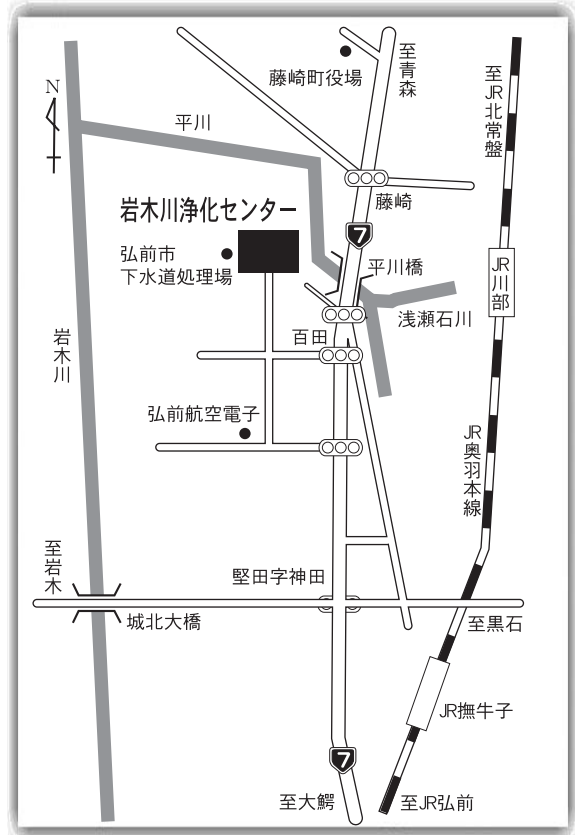 至青森
藤崎町役場
至JR北常盤
N
平川
藤崎
岩木川浄化センター
7
弘前市
下水道処理場
平川橋
JR川部
浅瀬石川
百田
岩木川
弘前航空電子
JR奥羽本線
至岩木
堅田字神田
城北大橋
至黒石
JR撫牛子
7
至大鰐
至JR弘前